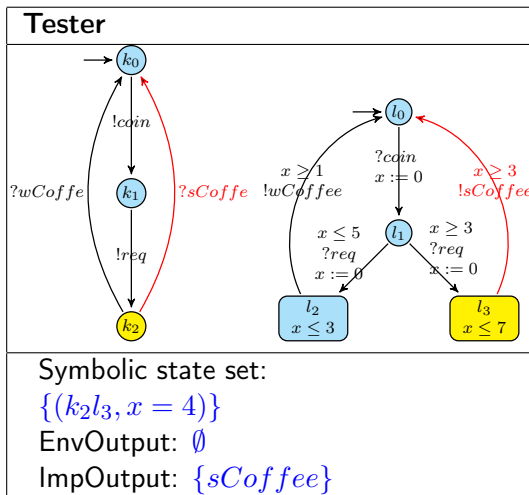 Tester
k₀
!coin
?wCoffe
k₁
?sCoffe
!req
k₂
l₀
x ≥ 1
!wCoffee
?coin
x := 0
x ≥ 3
!sCoffee
l₁
x ≤ 5
?req
x := 0
x ≥ 3
?req
x := 0
l₂
x ≤ 3
l₃
x ≤ 7
Symbolic state set:
{(k₂l₃, x = 4)}
EnvOutput: ∅
ImpOutput: {sCoffee}